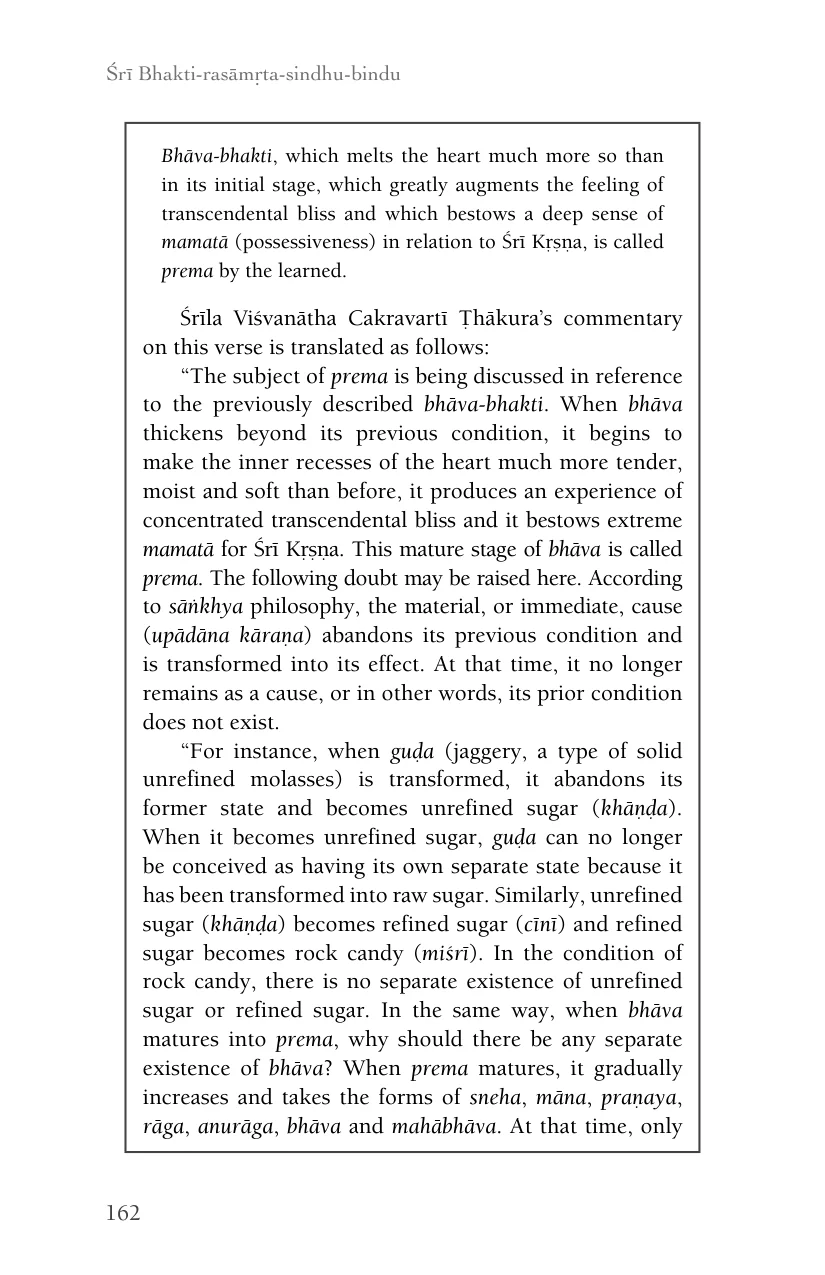 Śrī Bhakti-rasāmṛta-sindhu-bindu
Bhāva-bhakti, which melts the heart much more so than
in its initial stage, which greatly augments the feeling of
transcendental bliss and which bestows a deep sense of
mamatā (possessiveness) in relation to Śrī Kṛṣṇa, is called
prema by the learned.
Śrīla Viśvanātha Cakravartī Ṭhākura’s commentary
on this verse is translated as follows:
“The subject of prema is being discussed in reference
to the previously described bhāva-bhakti. When bhāva
thickens beyond its previous condition, it begins to
make the inner recesses of the heart much more tender,
moist and soft than before, it produces an experience of
concentrated transcendental bliss and it bestows extreme
mamatā for Śrī Kṛṣṇa. This mature stage of bhāva is called
prema. The following doubt may be raised here. According
to sāṅkhya philosophy, the material, or immediate, cause
(upādāna kāraṇa) abandons its previous condition and
is transformed into its effect. At that time, it no longer
remains as a cause, or in other words, its prior condition
does not exist.
“For instance, when guḍa (jaggery, a type of solid
unrefined molasses) is transformed, it abandons its
former state and becomes unrefined sugar (khāṇḍa).
When it becomes unrefined sugar, guḍa can no longer
be conceived as having its own separate state because it
has been transformed into raw sugar. Similarly, unrefined
sugar (khāṇḍa) becomes refined sugar (cīnī) and refined
sugar becomes rock candy (miśrī). In the condition of
rock candy, there is no separate existence of unrefined
sugar or refined sugar. In the same way, when bhāva
matures into prema, why should there be any separate
existence of bhāva? When prema matures, it gradually
increases and takes the forms of sneha, māna, praṇaya,
rāga, anurāga, bhāva and mahābhāva. At that time, only
162